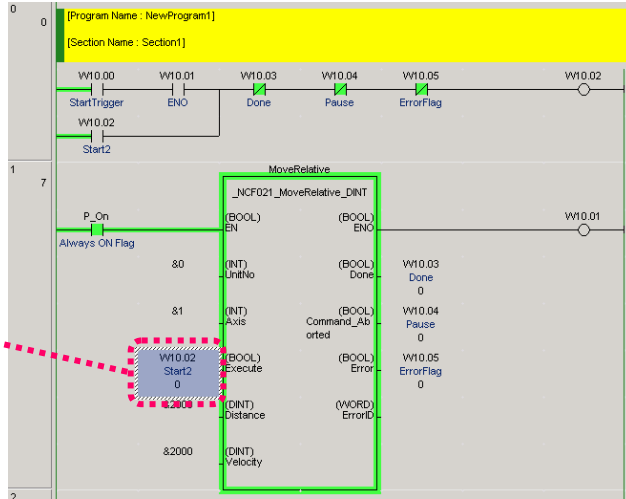 0
0
[Program Name : NewProgram1]
[Section Name : Section1]
W10.00 W10.01 W10.03 W10.04 W10.05 W10.02
StartTrigger ENO Done Pause ErrorFlag
W10.02
Start2
1
7
MoveRelative
_NCF021_MoveRelative_DINT
P_On (BOOL) (BOOL) W10.01
EN ENO
Always ON Flag
&0 (INT) (BOOL) W10.03
UnitNo Done Done
0
&1 (INT) (BOOL) W10.04
Axis Command_Ab Pause
orted 0
W10.02 (BOOL) (BOOL) W10.05
Start2 Execute Error ErrorFlag
0 0
&2000 (DINT) (WORD)
Distance ErrorID
&2000 (DINT)
Velocity
2